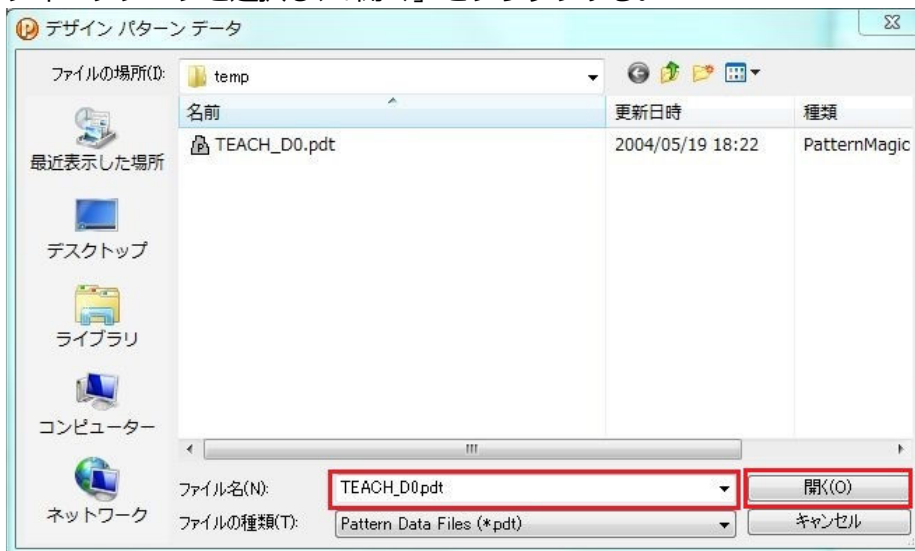 デザイン パターン データ
ファイルの場所(I):
temp
名前
更新日時
種類
TEACH_D0.pdt
2004/05/19 18:22
PatternMagic
最近表示した場所
デスクトップ
ライブラリ
コンピューター
ネットワーク
ファイル名(N):
TEACH_D0.pdt
開く(O)
ファイルの種類(T):
Pattern Data Files (*.pdt)
キャンセル